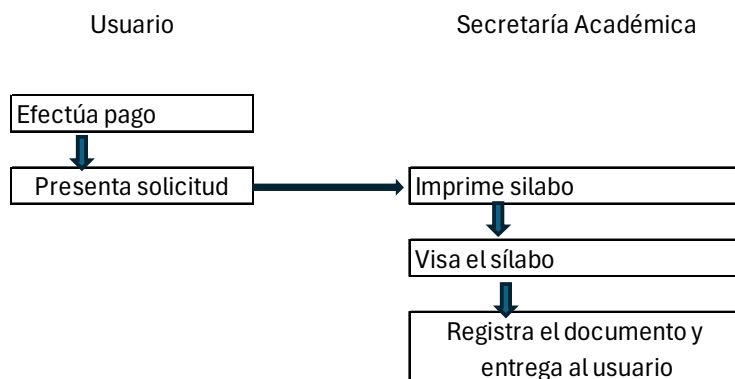 Usuario
Secretaría Académica
Efectúa pago
Presenta solicitud
Imprime silabo
Visa el sílabo
Registra el documento y
entrega al usuario